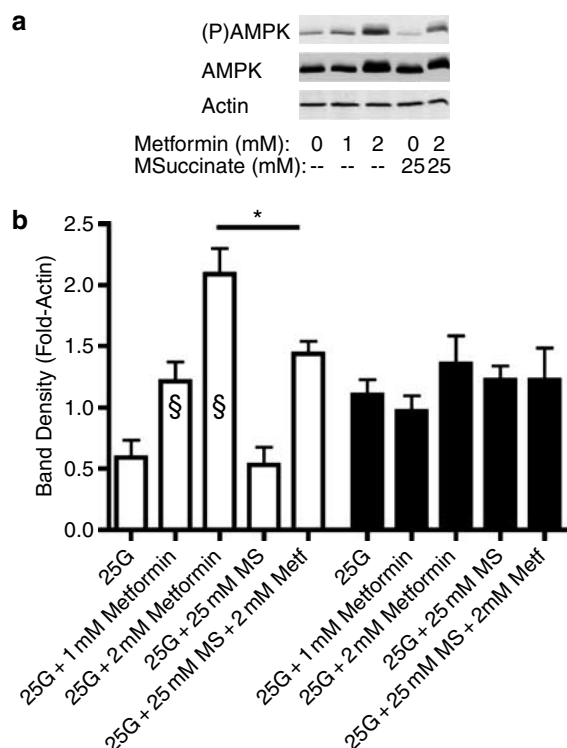 a
(P)AMPK
AMPK
Actin
Metformin (mM): 0 1 2 0 2
MSuccinate (mM): -- -- -- 25 25
b
Band Density (Fold-Actin)
2.5
2.0
1.5
1.0
0.5
0.0
*
§ §
25G
25G + 1 mM Metformin
25G + 2 mM Metformin
25G + 25 mM MS
25G + 25 mM MS + 2 mM Metf
25G
25G + 1 mM Metformin
25G + 2 mM Metformin
25G + 25 mM MS
25G + 25 mM MS + 2mM Metf